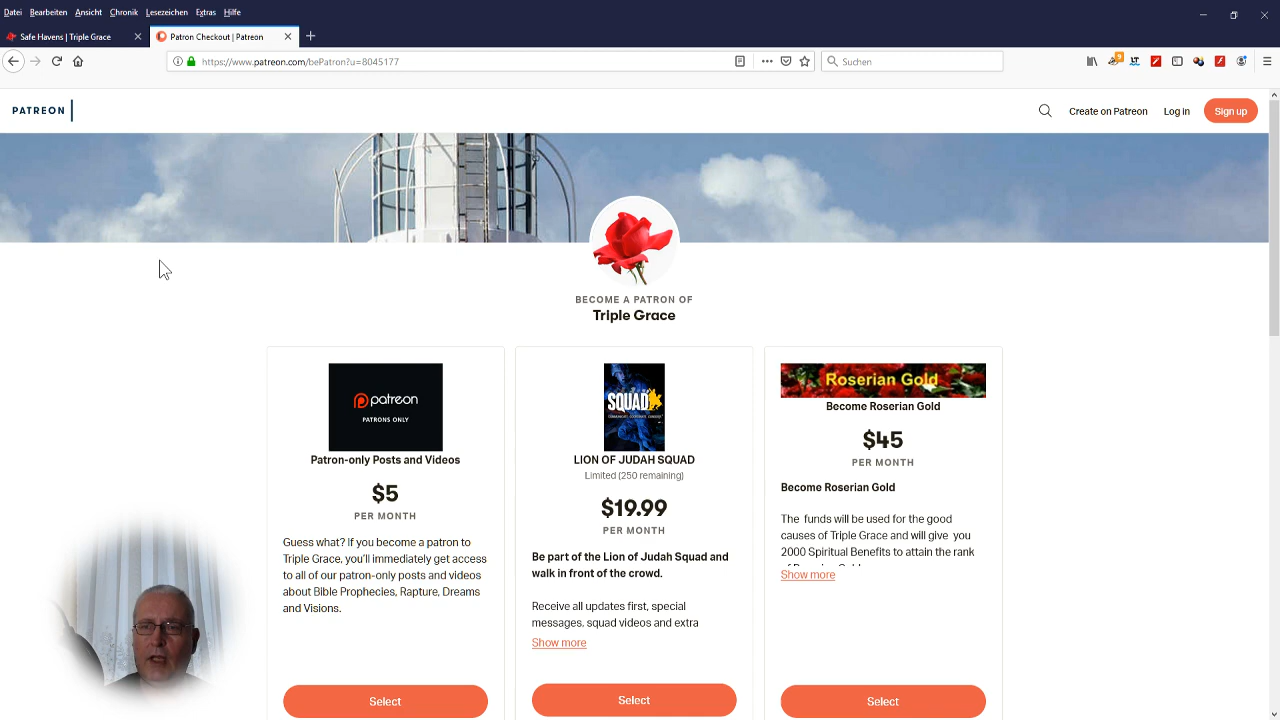 Datei Bearbeiten Ansicht Chronik Lesezeichen Extras Hilfe
Safe Havens | Triple Grace
Patron Checkout | Patreon
https://www.patreon.com/bePatron?u=8045177
Suchen
PATREON
Create on Patreon
Log in
Sign up
BECOME A PATRON OF
Triple Grace
patreon
PATRONS ONLY
Patron-only Posts and Videos
$5
PER MONTH
Guess what? If you become a patron to
Triple Grace, you'll immediately get access
to all of our patron-only posts and videos
about Bible Prophecies, Rapture, Dreams
and Visions.
Select
SQUAD
LION OF JUDAH SQUAD
Limited (250 remaining)
$19.99
PER MONTH
Be part of the Lion of Judah Squad and
walk in front of the crowd.
Receive all updates first, special
messages, squad videos and extra
Show more
Select
Roserian Gold
Become Roserian Gold
$45
PER MONTH
Become Roserian Gold
The funds will be used for the good
causes of Triple Grace and will give you
2000 Spiritual Benefits to attain the rank
Show more
Select